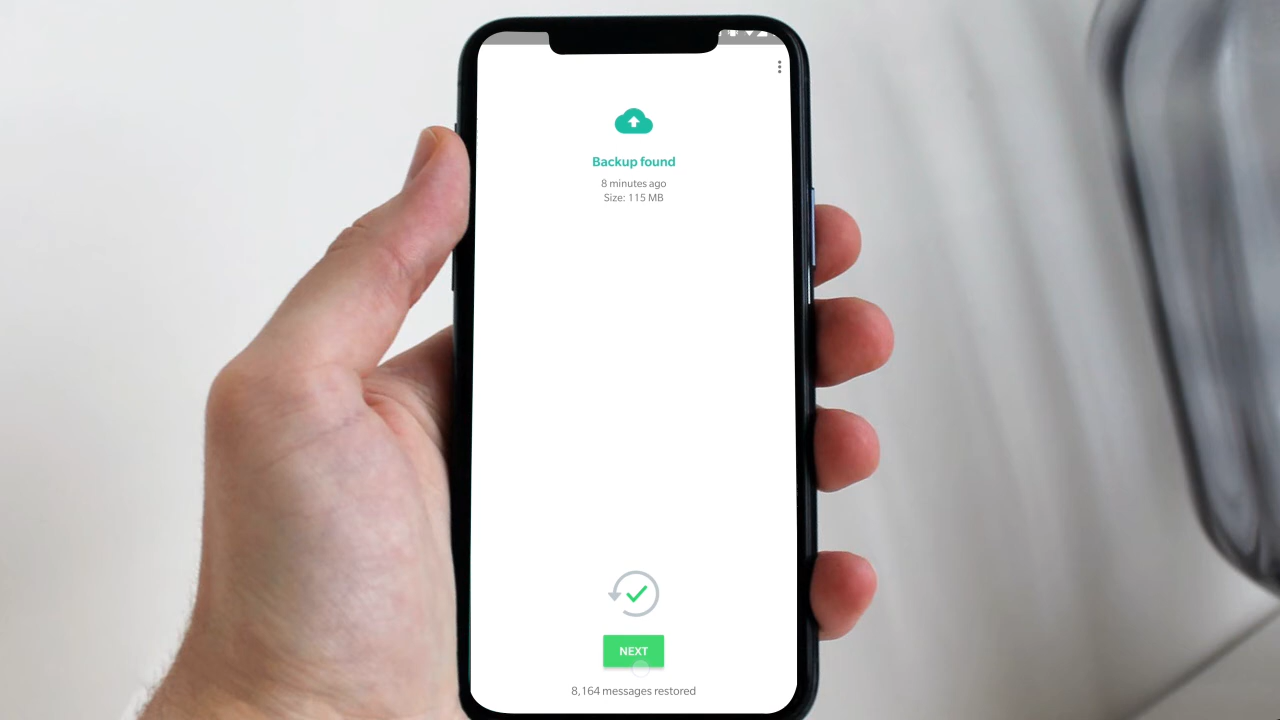 Backup found
8 minutes ago
Size: 115 MB
NEXT
8,164 messages restored